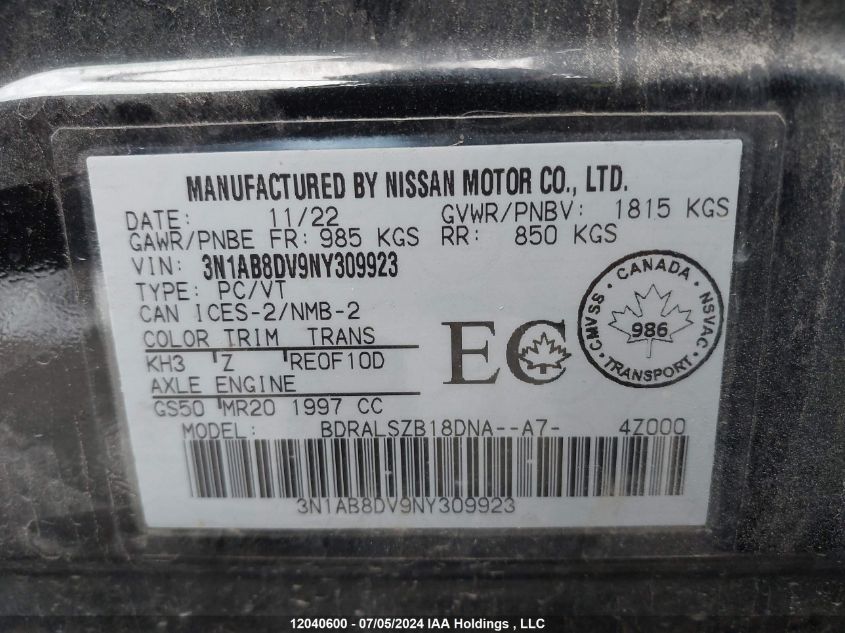 MANUFACTURED BY NISSAN MOTOR CO., LTD.
DATE: 11/22 GVWR/PNBV: 1815 KGS
GAWR/PNBE FR: 985 KGS RR: 850 KGS
VIN: 3N1AB8DV9NY309923
TYPE: PC/VT
CAN ICES-2/NMB-2
COLOR TRIM TRANS
KH3 Z RE0F10D
AXLE ENGINE
GS50 MR20 1997 CC
MODEL: BDRALSZB18DNA--A7- 4Z000
3N1AB8DV9NY309923
EC
CANADA
CMVSS NSVAC
986
TRANSPORT
12040600 - 07/05/2024 IAA Holdings , LLC